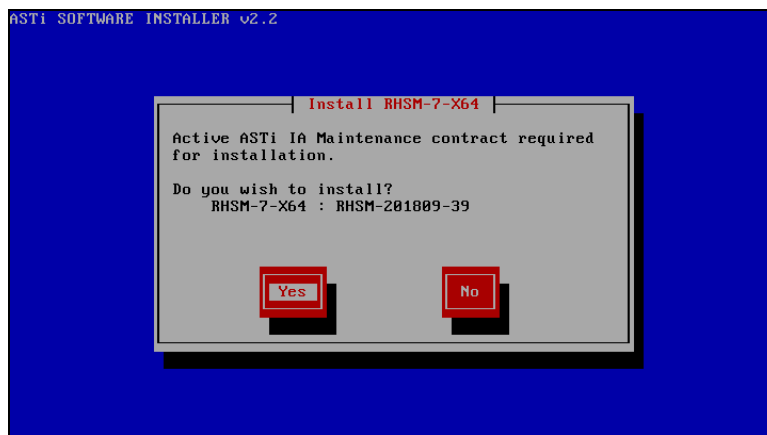 ASTi SOFTWARE INSTALLER v2.2
Install RHSM-7-X64
Active ASTi IA Maintenance contract required
for installation.
Do you wish to install?
RHSM-7-X64 : RHSM-201809-39
Yes
No